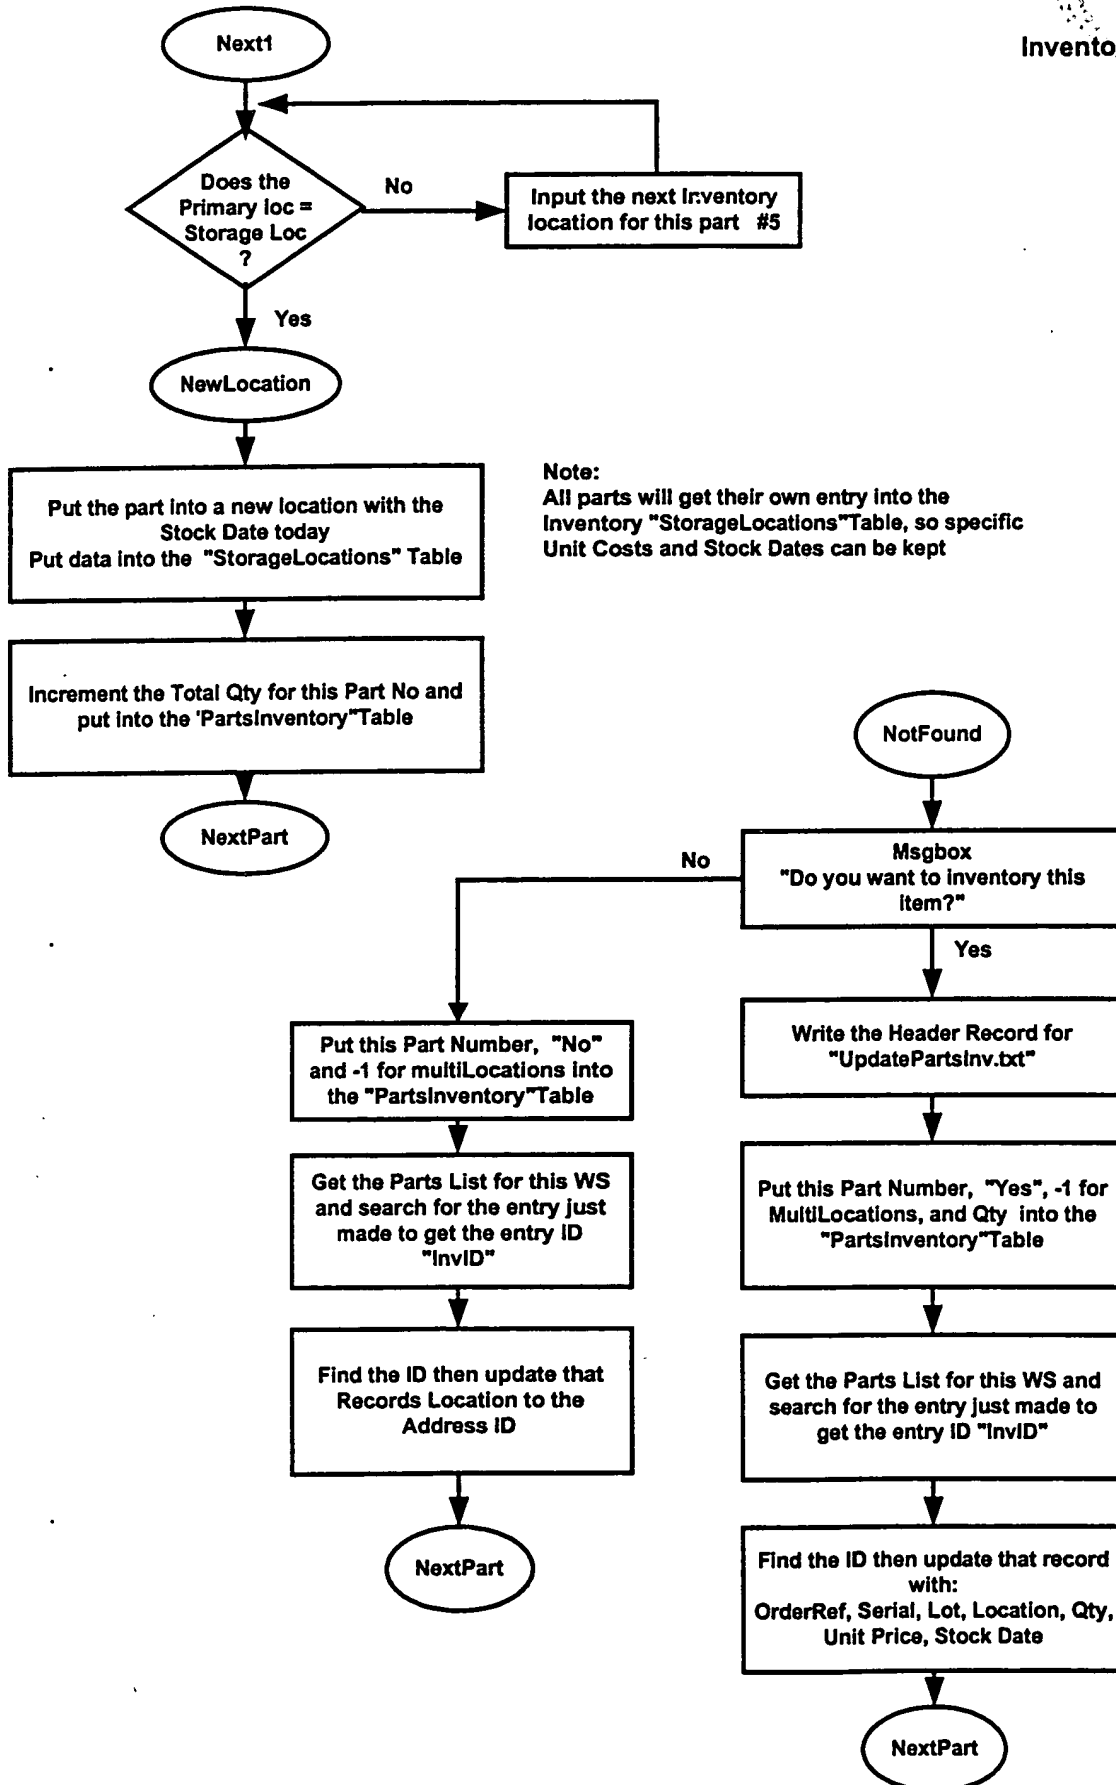 Next1
Invento
Does the
Primary loc =
Storage Loc
?
No
Input the next Inventory
location for this part #5
Yes
NewLocation
Put the part into a new location with the
Stock Date today
Put data into the "StorageLocations" Table
Note:
All parts will get their own entry into the
Inventory "StorageLocations"Table, so specific
Unit Costs and Stock Dates can be kept
Increment the Total Qty for this Part No and
put into the 'PartsInventory"Table
NextPart
NotFound
Msgbox
"Do you want to inventory this
item?"
No
Yes
Put this Part Number, "No"
and -1 for multiLocations into
the "PartsInventory"Table
Get the Parts List for this WS
and search for the entry just
made to get the entry ID
"InvID"
Find the ID then update that
Records Location to the
Address ID
NextPart
Write the Header Record for
"UpdatePartsInv.txt"
Put this Part Number, "Yes", -1 for
MultiLocations, and Qty into the
"PartsInventory"Table
Get the Parts List for this WS and
search for the entry just made to
get the entry ID "InvID"
Find the ID then update that record
with:
OrderRef, Serial, Lot, Location, Qty,
Unit Price, Stock Date
NextPart